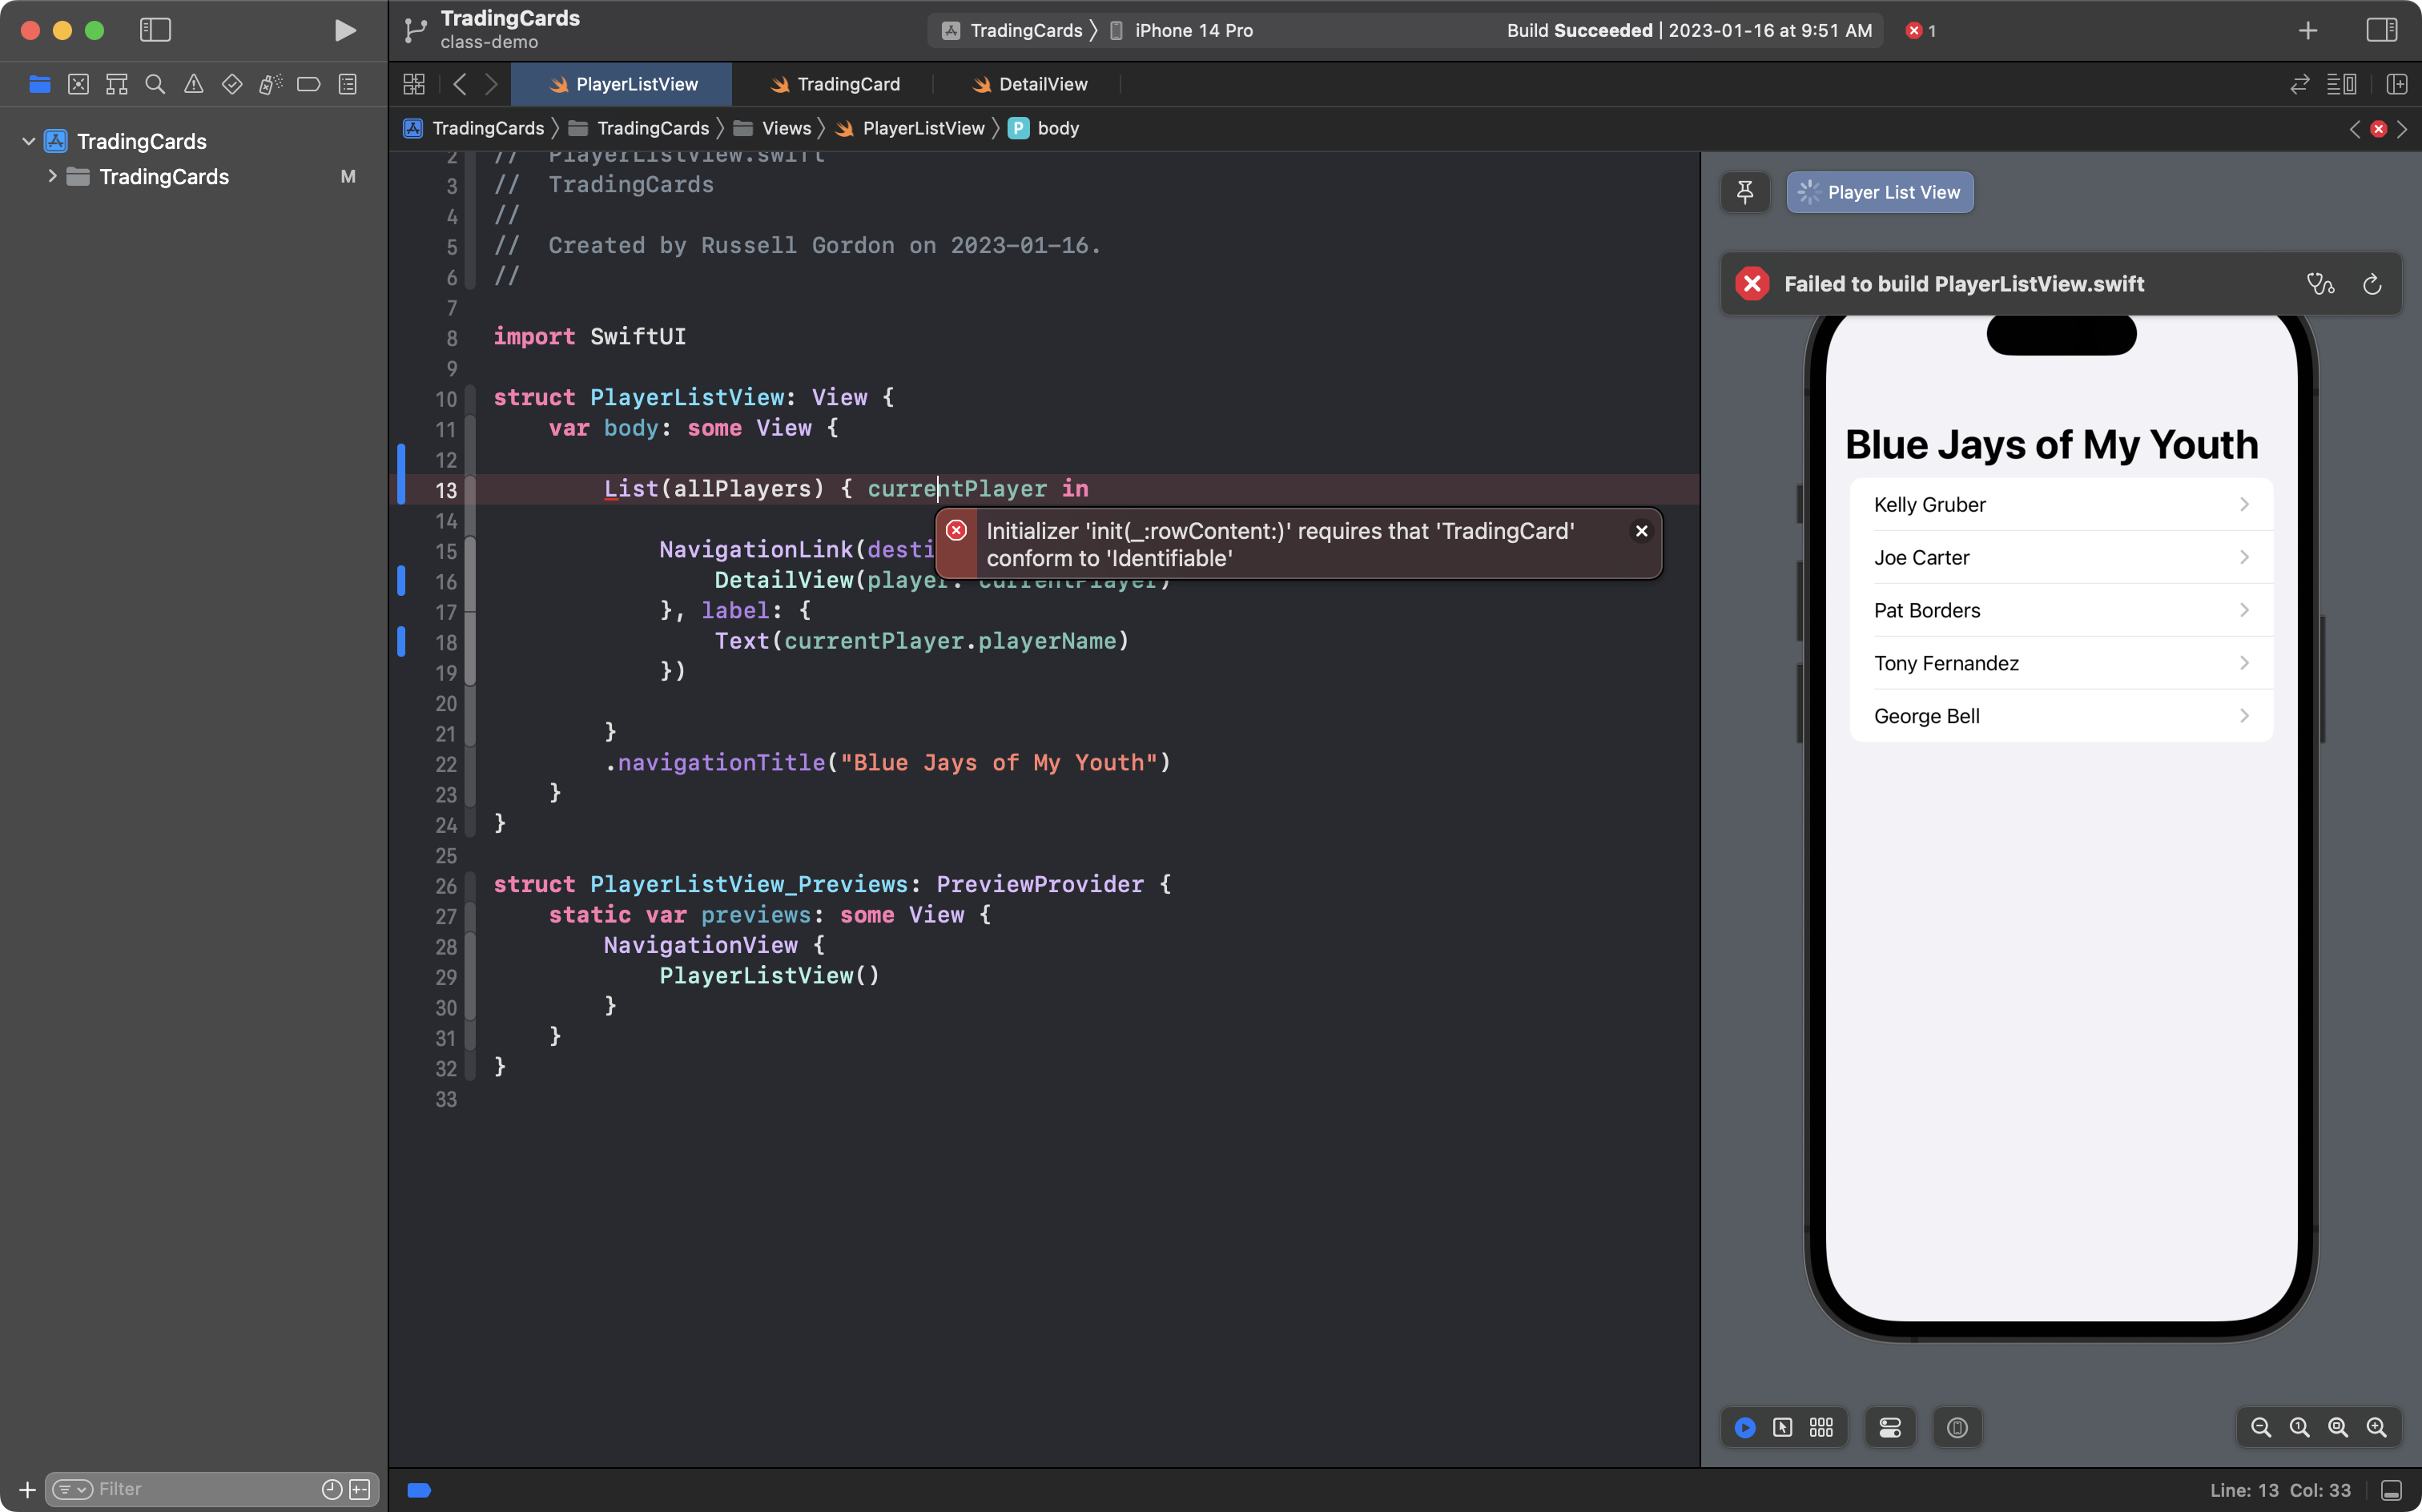 TradingCards
class-demo
TradingCards
iPhone 14 Pro
Build Succeeded | 2023-01-16 at 9:51 AM
1
PlayerListView
TradingCard
DetailView
TradingCards
TradingCards
Views
PlayerListView
P
body
TradingCards
TradingCards
M
2 // PlayerListView.swift
3 // TradingCards
4 //
5 // Created by Russell Gordon on 2023-01-16.
6 //
7
8 import SwiftUI
9
10 struct PlayerListView: View {
11 var body: some View {
12
13 List(allPlayers) { currentPlayer in
14
Initializer 'init(_:rowContent:)' requires that 'TradingCard'
conform to 'Identifiable'
15 NavigationLink(desti
16 DetailView(player: currentPlayer)
17 }, label: {
18 Text(currentPlayer.playerName)
19 })
20
21 }
22 .navigationTitle("Blue Jays of My Youth")
23 }
24 }
25
26 struct PlayerListView_Previews: PreviewProvider {
27 static var previews: some View {
28 NavigationView {
29 PlayerListView()
30 }
31 }
32 }
33
Player List View
Failed to build PlayerListView.swift
Blue Jays of My Youth
Kelly Gruber
Joe Carter
Pat Borders
Tony Fernandez
George Bell
Filter
Line: 13 Col: 33